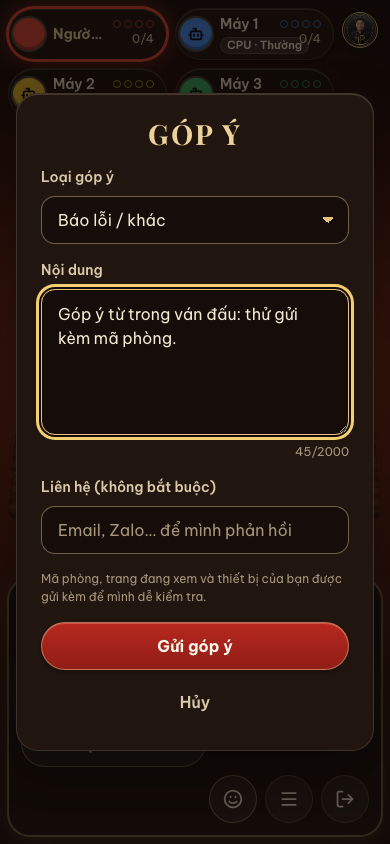 Ngườ...
0/4
Máy 1
CPU · Thường
0/4
Máy 2
Máy 3
GÓP Ý
Loại góp ý
Báo lỗi / khác
Nội dung
Góp ý từ trong ván đấu: thử gửi
kèm mã phòng.
45/2000
Liên hệ (không bắt buộc)
Email, Zalo... để mình phản hồi
Mã phòng, trang đang xem và thiết bị của bạn được
gửi kèm để mình dễ kiểm tra.
Gửi góp ý
Hủy